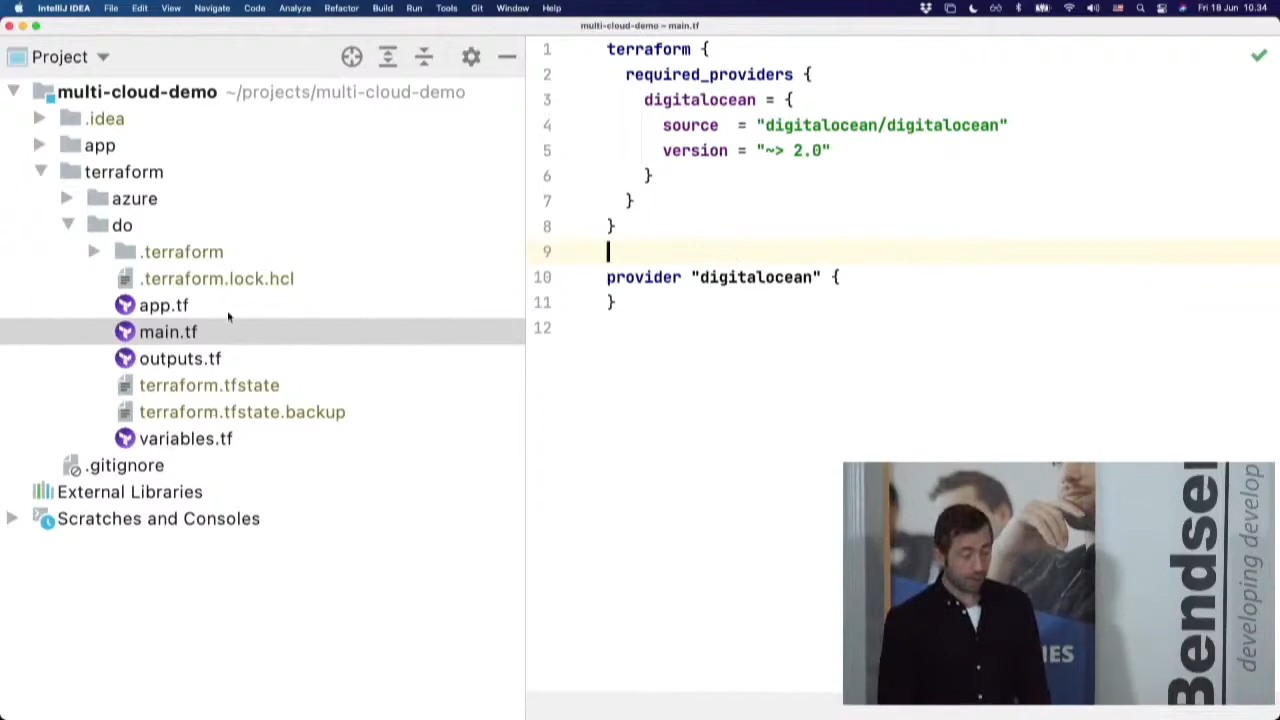 IntelliJ IDEA File Edit View Navigate Code Analyze Refactor Build Run Tools Git Window Help Fri 18 Jun 10.34
multi-cloud-demo – main.tf
Project
multi-cloud-demo ~/projects/multi-cloud-demo
.idea
app
terraform
azure
do
.terraform
.terraform.lock.hcl
app.tf
main.tf
outputs.tf
terraform.tfstate
terraform.tfstate.backup
variables.tf
.gitignore
External Libraries
Scratches and Consoles
1 terraform {
2 required_providers {
3 digitalocean = {
4 source = "digitalocean/digitalocean"
5 version = "~> 2.0"
6 }
7 }
8 }
9
10 provider "digitalocean" {
11 }
12
IES
Bendsen
developing develop